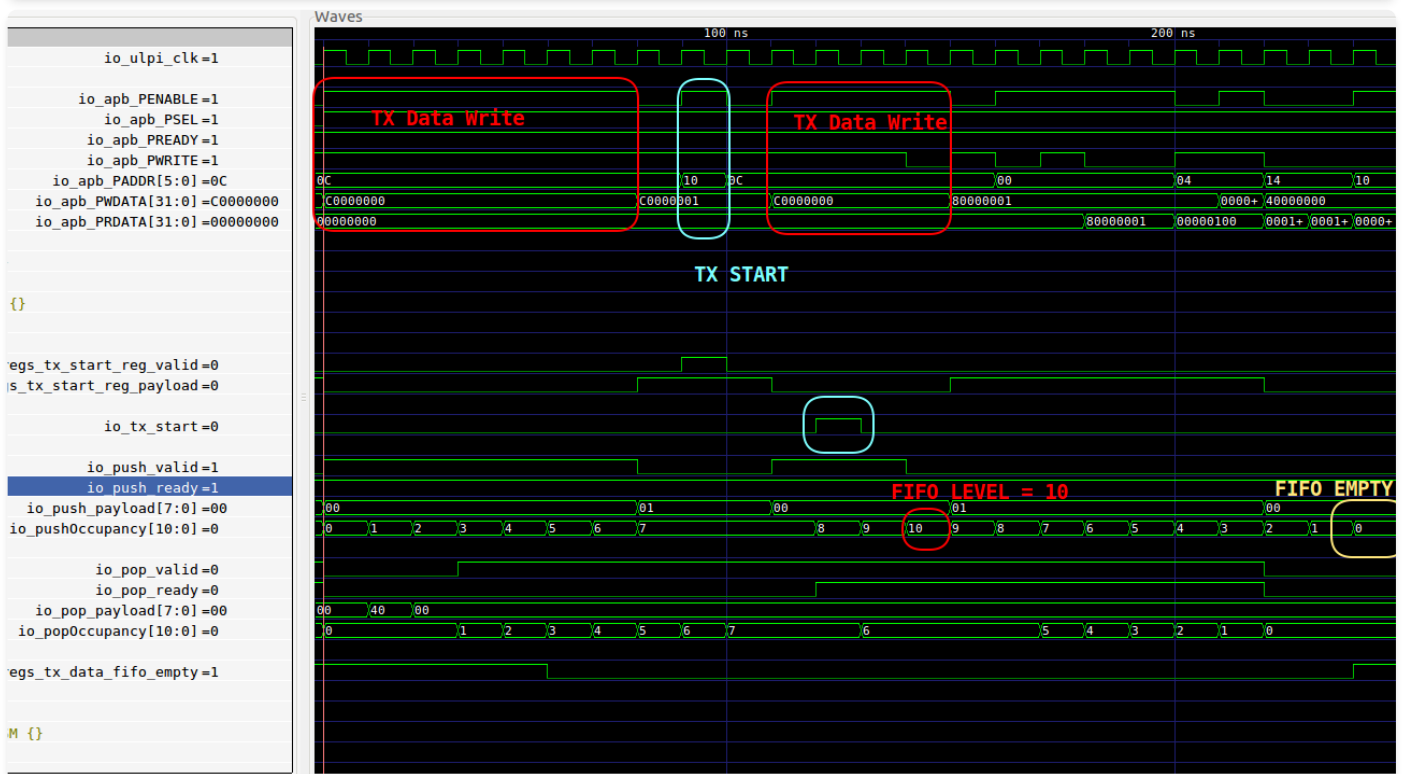 Waves
100 ns 200 ns
io_ulpi_clk=1
io_apb_PENABLE=1
TX Data Write
TX Data Write
io_apb_PSEL=1
io_apb_PREADY=1
io_apb_PWRITE=1
io_apb_PADDR[5:0]=0C
0C 10 0C 00 04 14 10
io_apb_PWDATA[31:0]=C0000000
C0000000 C0000001 C0000000 80000001 0000+ 40000000
io_apb_PRDATA[31:0]=00000000
00000000 80000001 00000100 0001+ 0001+ 0000+
TX START
{}
regs_tx_start_reg_valid=0
gs_tx_start_reg_payload=0
io_tx_start=0
io_push_valid=1
io_push_ready=1
FIFO LEVEL = 10
FIFO EMPTY
io_push_payload[7:0]=00
00 01 00 01 00
io_pushOccupancy[10:0]=0
0 1 2 3 4 5 6 7 8 9 10 9 8 7 6 5 4 3 2 1 0
io_pop_valid=0
io_pop_ready=0
io_pop_payload[7:0]=00
00 40 00
io_popOccupancy[10:0]=0
0 1 2 3 4 5 6 7 6 5 4 3 2 1 0
regs_tx_data_fifo_empty=1
M {}